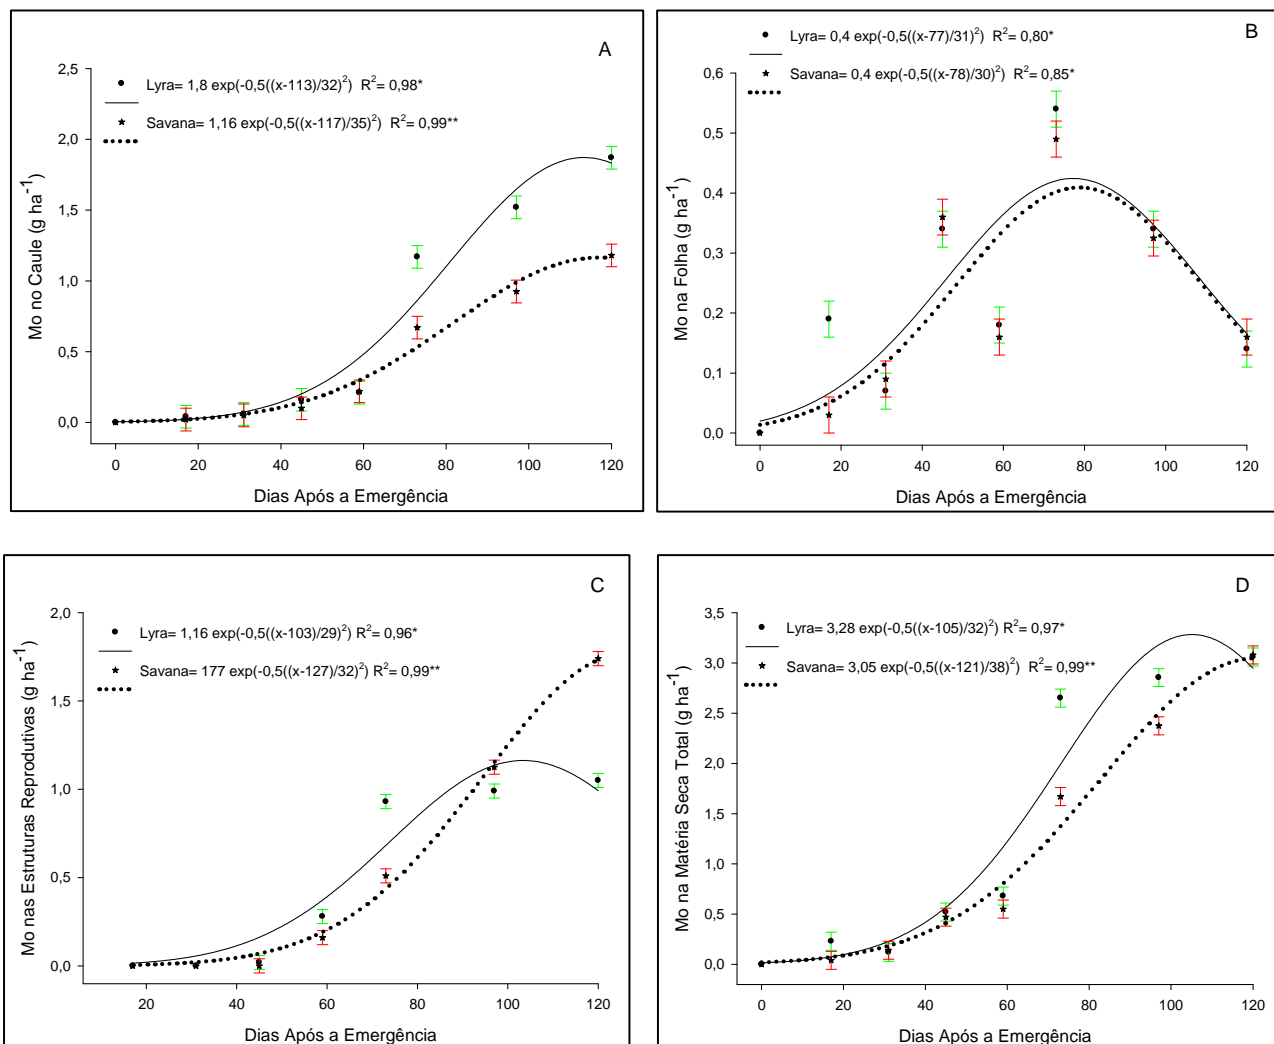 A
Lyra= 1,8 exp(-0,5((x-113)/32)²) R²= 0,98*
Savana= 1,16 exp(-0,5((x-117)/35)²) R²= 0,99**
Mo no Caule (g ha⁻¹)
2,5
2,0
1,5
1,0
0,5
0,0
0 20 40 60 80 100 120
Dias Após a Emergência
B
Lyra= 0,4 exp(-0,5((x-77)/31)²) R²= 0,80*
Savana= 0,4 exp(-0,5((x-78)/30)²) R²= 0,85*
Mo na Folha (g ha⁻¹)
0,6
0,5
0,4
0,3
0,2
0,1
0,0
0 20 40 60 80 100 120
Dias Após a Emergência
C
Lyra= 1,16 exp(-0,5((x-103)/29)²) R²= 0,96*
Savana= 177 exp(-0,5((x-127)/32)²) R²= 0,99**
Mo nas Estruturas Reprodutivas (g ha⁻¹)
2,0
1,5
1,0
0,5
0,0
20 40 60 80 100 120
Dias Após a Emergência
D
Lyra= 3,28 exp(-0,5((x-105)/32)²) R²= 0,97*
Savana= 3,05 exp(-0,5((x-121)/38)²) R²= 0,99**
Mo na Matéria Seca Total (g ha⁻¹)
3,5
3,0
2,5
2,0
1,5
1,0
0,5
0,0
0 20 40 60 80 100 120
Dias Após a Emergência